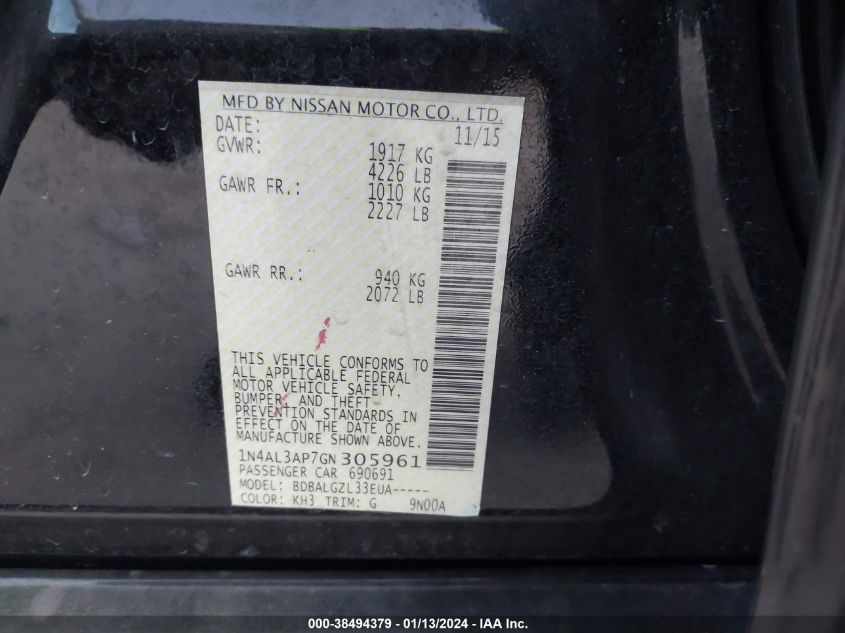 MFD BY NISSAN MOTOR CO., LTD.
DATE: 11/15
GVWR: 1917 KG
4226 LB
GAWR FR.: 1010 KG
2227 LB
GAWR RR.: 940 KG
2072 LB
THIS VEHICLE CONFORMS TO
ALL APPLICABLE FEDERAL
MOTOR VEHICLE SAFETY,
BUMPER, AND THEFT
PREVENTION STANDARDS IN
EFFECT ON THE DATE OF
MANUFACTURE SHOWN ABOVE.
1N4AL3AP7GN305961
PASSENGER CAR 690691
MODEL: BDBALGZL33EUA-----
COLOR: KH3 TRIM: G 9N00A
000-38494379 - 01/13/2024 - IAA Inc.